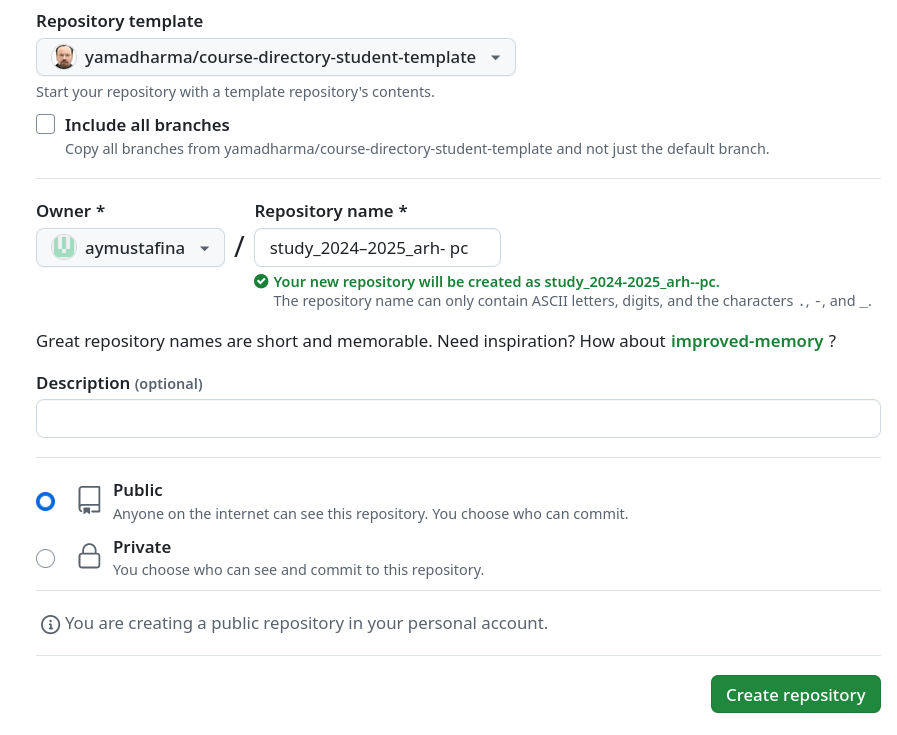 Repository template
yamadharma/course-directory-student-template
Start your repository with a template repository's contents.
Include all branches
Copy all branches from yamadharma/course-directory-student-template and not just the default branch.
Owner * Repository name *
aymustafina / study_2024–2025_arh- pc
Your new repository will be created as study_2024-2025_arh--pc.
The repository name can only contain ASCII letters, digits, and the characters ., -, and _.
Great repository names are short and memorable. Need inspiration? How about improved-memory ?
Description (optional)
Public
Anyone on the internet can see this repository. You choose who can commit.
Private
You choose who can see and commit to this repository.
You are creating a public repository in your personal account.
Create repository